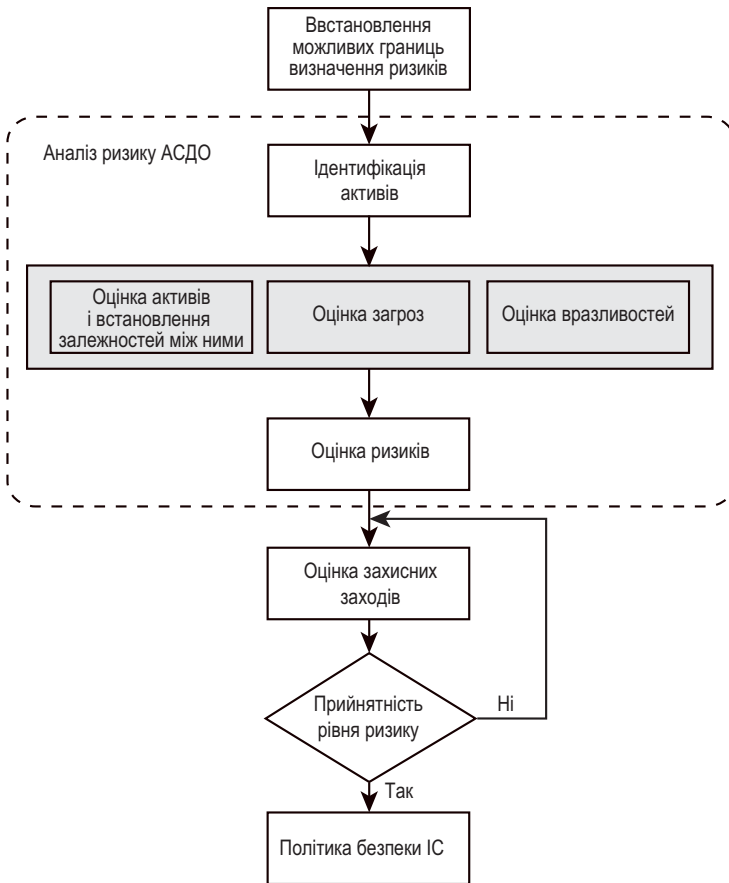 Ввстановлення
можливих границь
визначення ризиків
Аналіз ризику АСДО
Ідентифікація
активів
Оцінка активів
і встановлення
залежностей між ними
Оцінка загроз
Оцінка вразливостей
Оцінка ризиків
Оцінка захисних
заходів
Прийнятність
рівня ризику
Ні
Так
Політика безпеки ІС